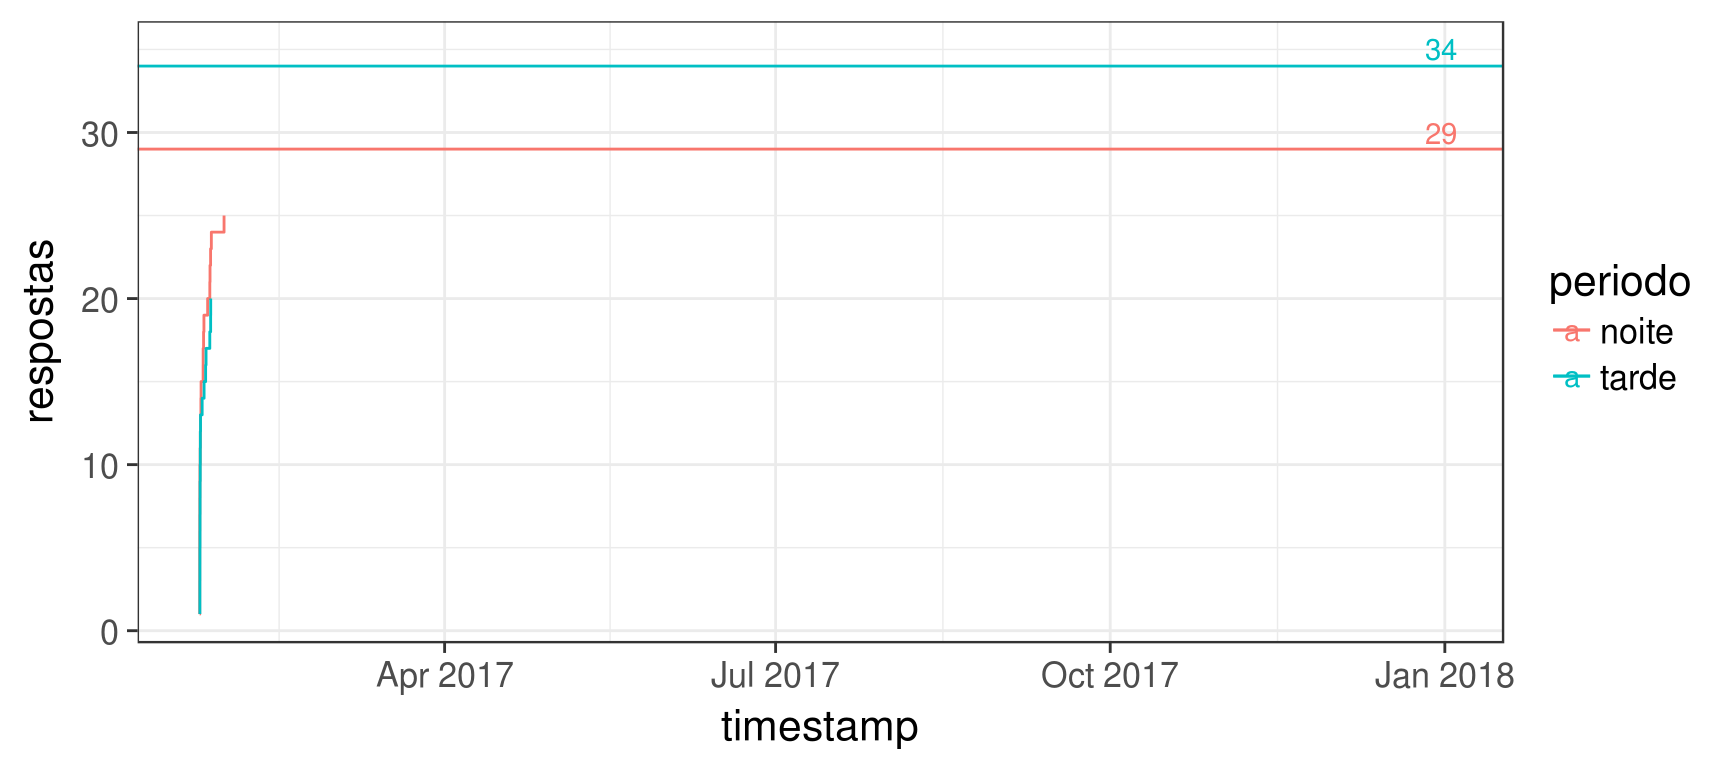 34
29
30
20
10
0
respostas
Apr 2017 Jul 2017 Oct 2017 Jan 2018
timestamp
periodo
a noite
a tarde